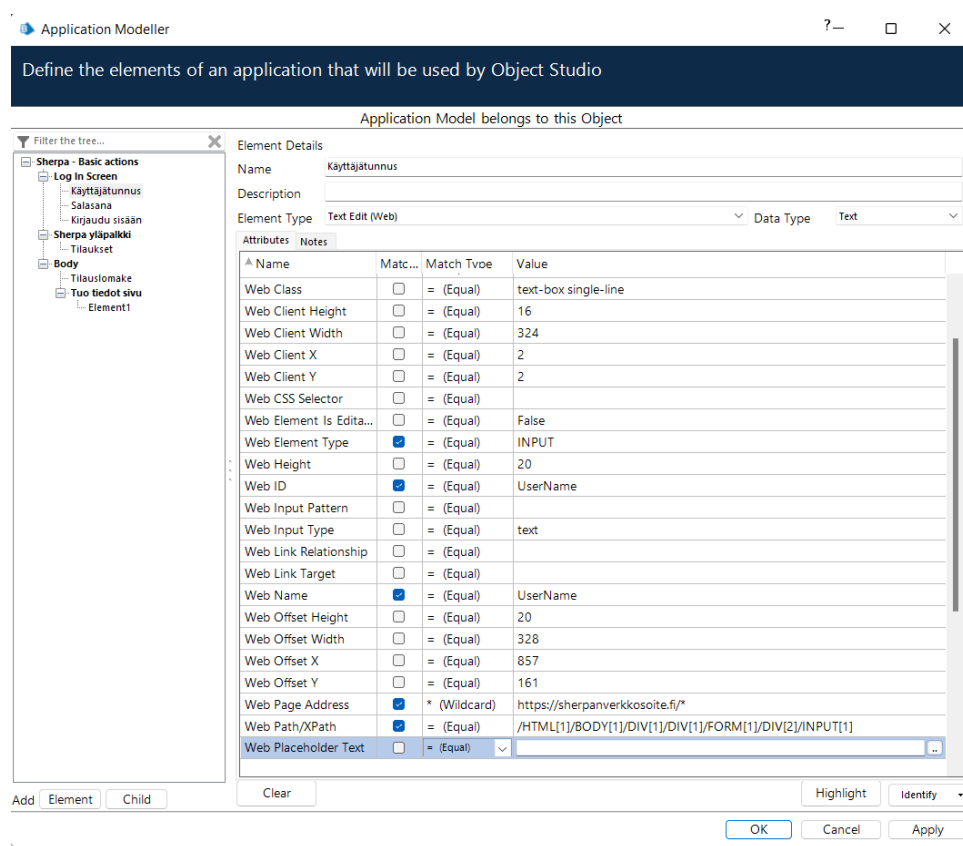 Application Modeller
?
Define the elements of an application that will be used by Object Studio
Application Model belongs to this Object
Filter the tree...
Sherpa - Basic actions
Log In Screen
Käyttäjätunnus
Salasana
Kirjaudu sisään
Sherpa yläpalkki
Tilaukset
Body
Tilauslomake
Tuo tiedot sivu
Element1
Add Element Child
Element Details
Name Käyttäjätunnus
Description
Element Type Text Edit (Web) Data Type Text
Attributes Notes
Name Matc... Match Type Value
Web Class = (Equal) text-box single-line
Web Client Height = (Equal) 16
Web Client Width = (Equal) 324
Web Client X = (Equal) 2
Web Client Y = (Equal) 2
Web CSS Selector = (Equal)
Web Element Is Edita... = (Equal) False
Web Element Type = (Equal) INPUT
Web Height = (Equal) 20
Web ID = (Equal) UserName
Web Input Pattern = (Equal)
Web Input Type = (Equal) text
Web Link Relationship = (Equal)
Web Link Target = (Equal)
Web Name = (Equal) UserName
Web Offset Height = (Equal) 20
Web Offset Width = (Equal) 328
Web Offset X = (Equal) 857
Web Offset Y = (Equal) 161
Web Page Address * (Wildcard) https://sherpanverkkosoite.fi/*
Web Path/XPath = (Equal) /HTML[1]/BODY[1]/DIV[1]/DIV[1]/FORM[1]/DIV[2]/INPUT[1]
Web Placeholder Text = (Equal) ..
Clear Highlight Identify
OK Cancel Apply